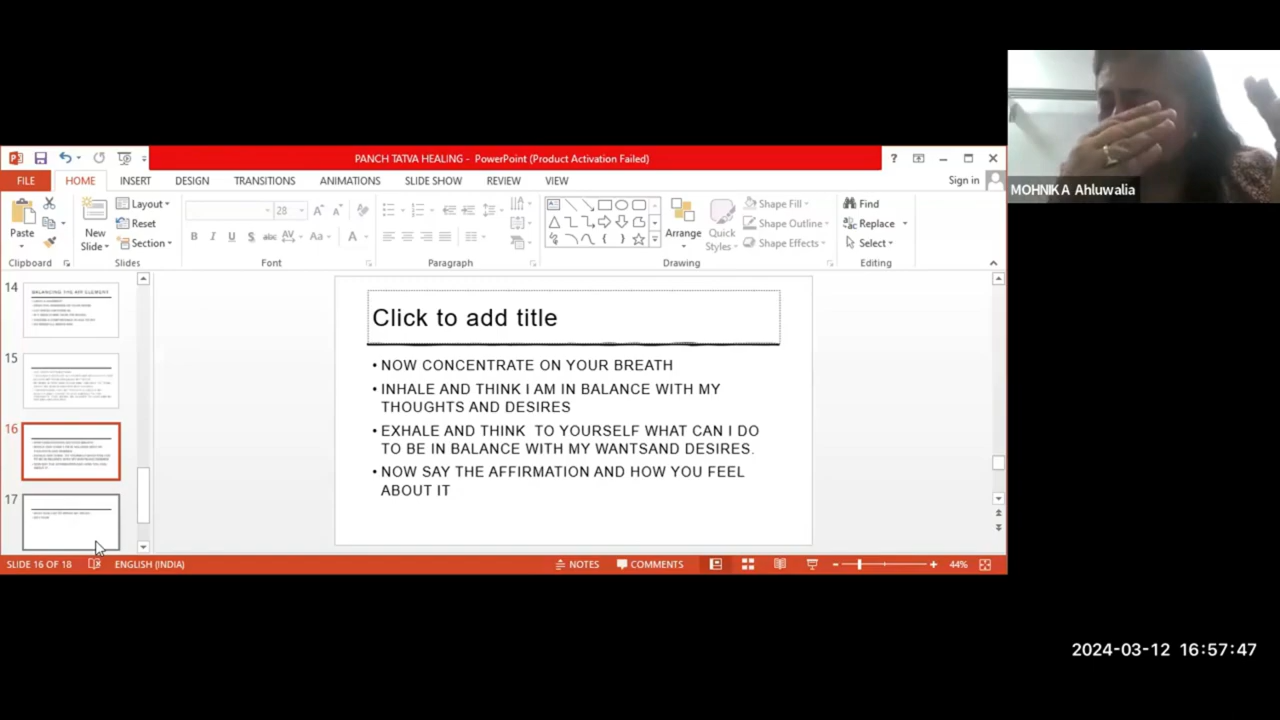 PANCH TATVA HEALING - PowerPoint (Product Activation Failed)
FILE HOME INSERT DESIGN TRANSITIONS ANIMATIONS SLIDE SHOW REVIEW VIEW Sign in
MOHNIKA Ahluwalia
Paste
New
Slide
Layout
Reset
Section
28
Arrange
Quick
Styles
Shape Fill
Shape Outline
Shape Effects
Find
Replace
Select
Clipboard Slides Font Paragraph Drawing Editing
14
BALANCING THE AIR ELEMENT
15
16
17
Click to add title
• NOW CONCENTRATE ON YOUR BREATH
• INHALE AND THINK I AM IN BALANCE WITH MY
THOUGHTS AND DESIRES
• EXHALE AND THINK TO YOURSELF WHAT CAN I DO
TO BE IN BALANCE WITH MY WANTSAND DESIRES.
• NOW SAY THE AFFIRMATION AND HOW YOU FEEL
ABOUT IT
SLIDE 16 OF 18 ENGLISH (INDIA) NOTES COMMENTS 44%
2024-03-12 16:57:47